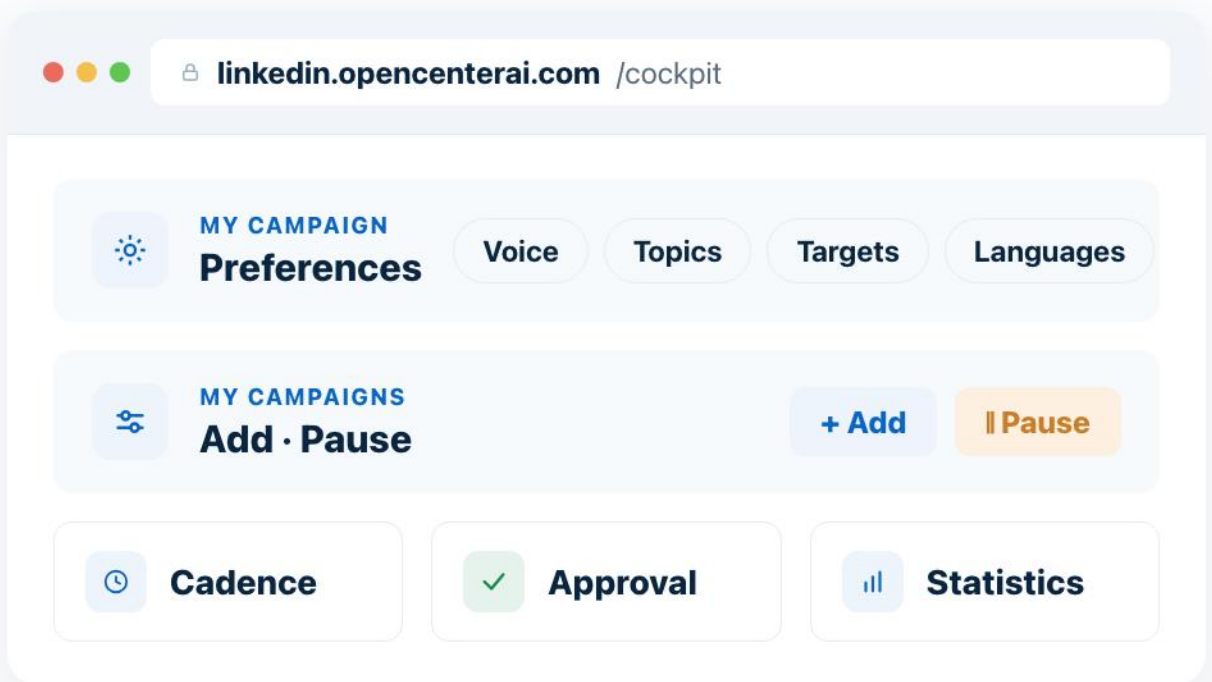 linkedin.opencenterai.com /cockpit
MY CAMPAIGN
Preferences
Voice
Topics
Targets
Languages
MY CAMPAIGNS
Add · Pause
+ Add
|| Pause
Cadence
Approval
Statistics